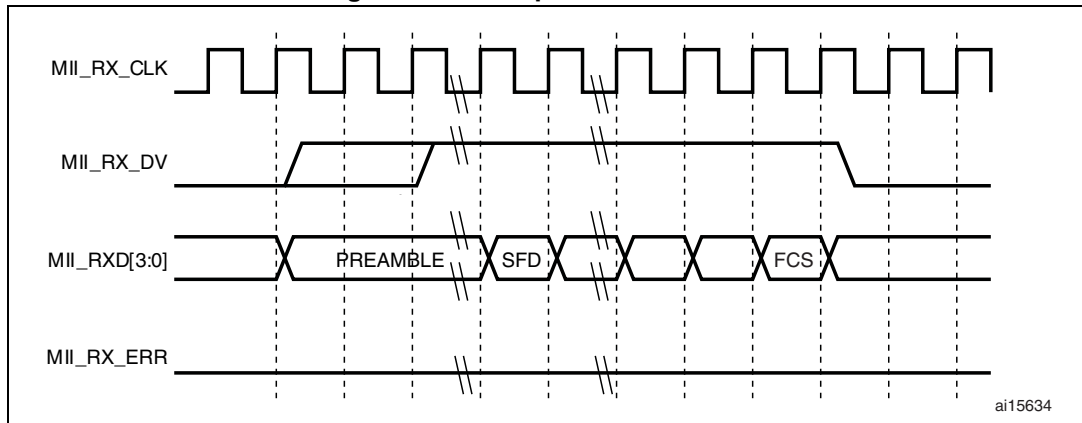 MII_RX_CLK
MII_RX_DV
MII_RXD[3:0]
PREAMBLE
SFD
FCS
MII_RX_ERR
ai15634